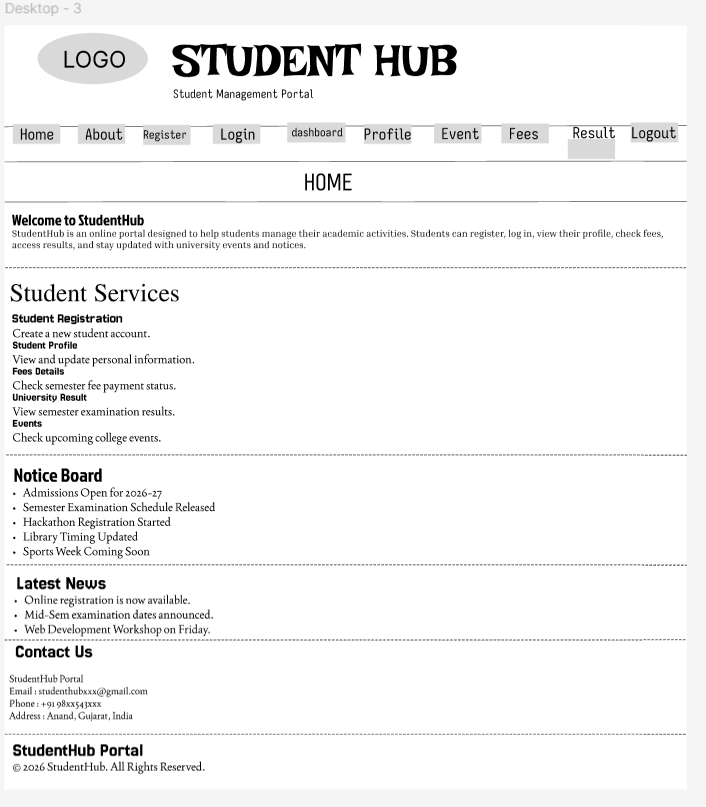 Desktop - 3
LOGO
STUDENT HUB
Student Management Portal
Home About Register Login dashboard Profile Event Fees Result Logout
HOME
Welcome to StudentHub
StudentHub is an online portal designed to help students manage their academic activities. Students can register, log in, view their profile, check fees,
access results, and stay updated with university events and notices.
Student Services
Student Registration
Create a new student account.
Student Profile
View and update personal information.
Fees Details
Check semester fee payment status.
University Result
View semester examination results.
Events
Check upcoming college events.
Notice Board
• Admissions Open for 2026-27
• Semester Examination Schedule Released
• Hackathon Registration Started
• Library Timing Updated
• Sports Week Coming Soon
Latest News
• Online registration is now available.
• Mid-Sem examination dates announced.
• Web Development Workshop on Friday.
Contact Us
StudentHub Portal
Email : studenthubxxx@gmail.com
Phone : +91 98xx543xxx
Address : Anand, Gujarat, India
StudentHub Portal
© 2026 StudentHub. All Rights Reserved.